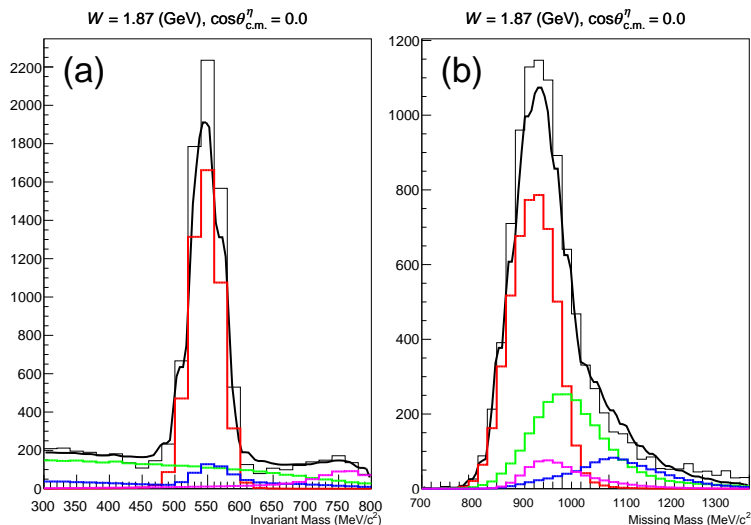 W = 1.87 (GeV), cosθ^η_c.m. = 0.0
(a)
2200
2000
1800
1600
1400
1200
1000
800
600
400
200
0
300 350 400 450 500 550 600 650 700 750 800
Invariant Mass (MeV/c²)
W = 1.87 (GeV), cosθ^η_c.m. = 0.0
(b)
1200
1000
800
600
400
200
0
700 800 900 1000 1100 1200 1300
Missing Mass (MeV/c²)